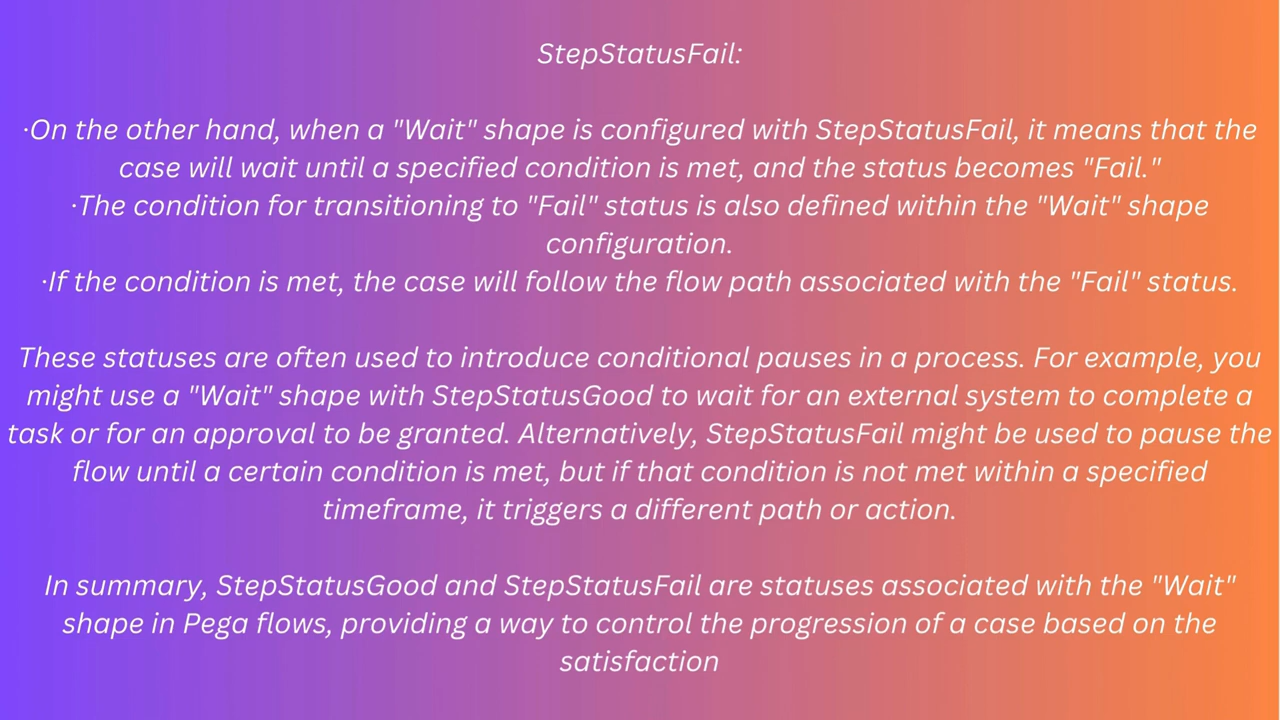 StepStatusFail:
·On the other hand, when a "Wait" shape is configured with StepStatusFail, it means that the
case will wait until a specified condition is met, and the status becomes "Fail."
·The condition for transitioning to "Fail" status is also defined within the "Wait" shape
configuration.
·If the condition is met, the case will follow the flow path associated with the "Fail" status.
These statuses are often used to introduce conditional pauses in a process. For example, you
might use a "Wait" shape with StepStatusGood to wait for an external system to complete a
task or for an approval to be granted. Alternatively, StepStatusFail might be used to pause the
flow until a certain condition is met, but if that condition is not met within a specified
timeframe, it triggers a different path or action.
In summary, StepStatusGood and StepStatusFail are statuses associated with the "Wait"
shape in Pega flows, providing a way to control the progression of a case based on the
satisfaction